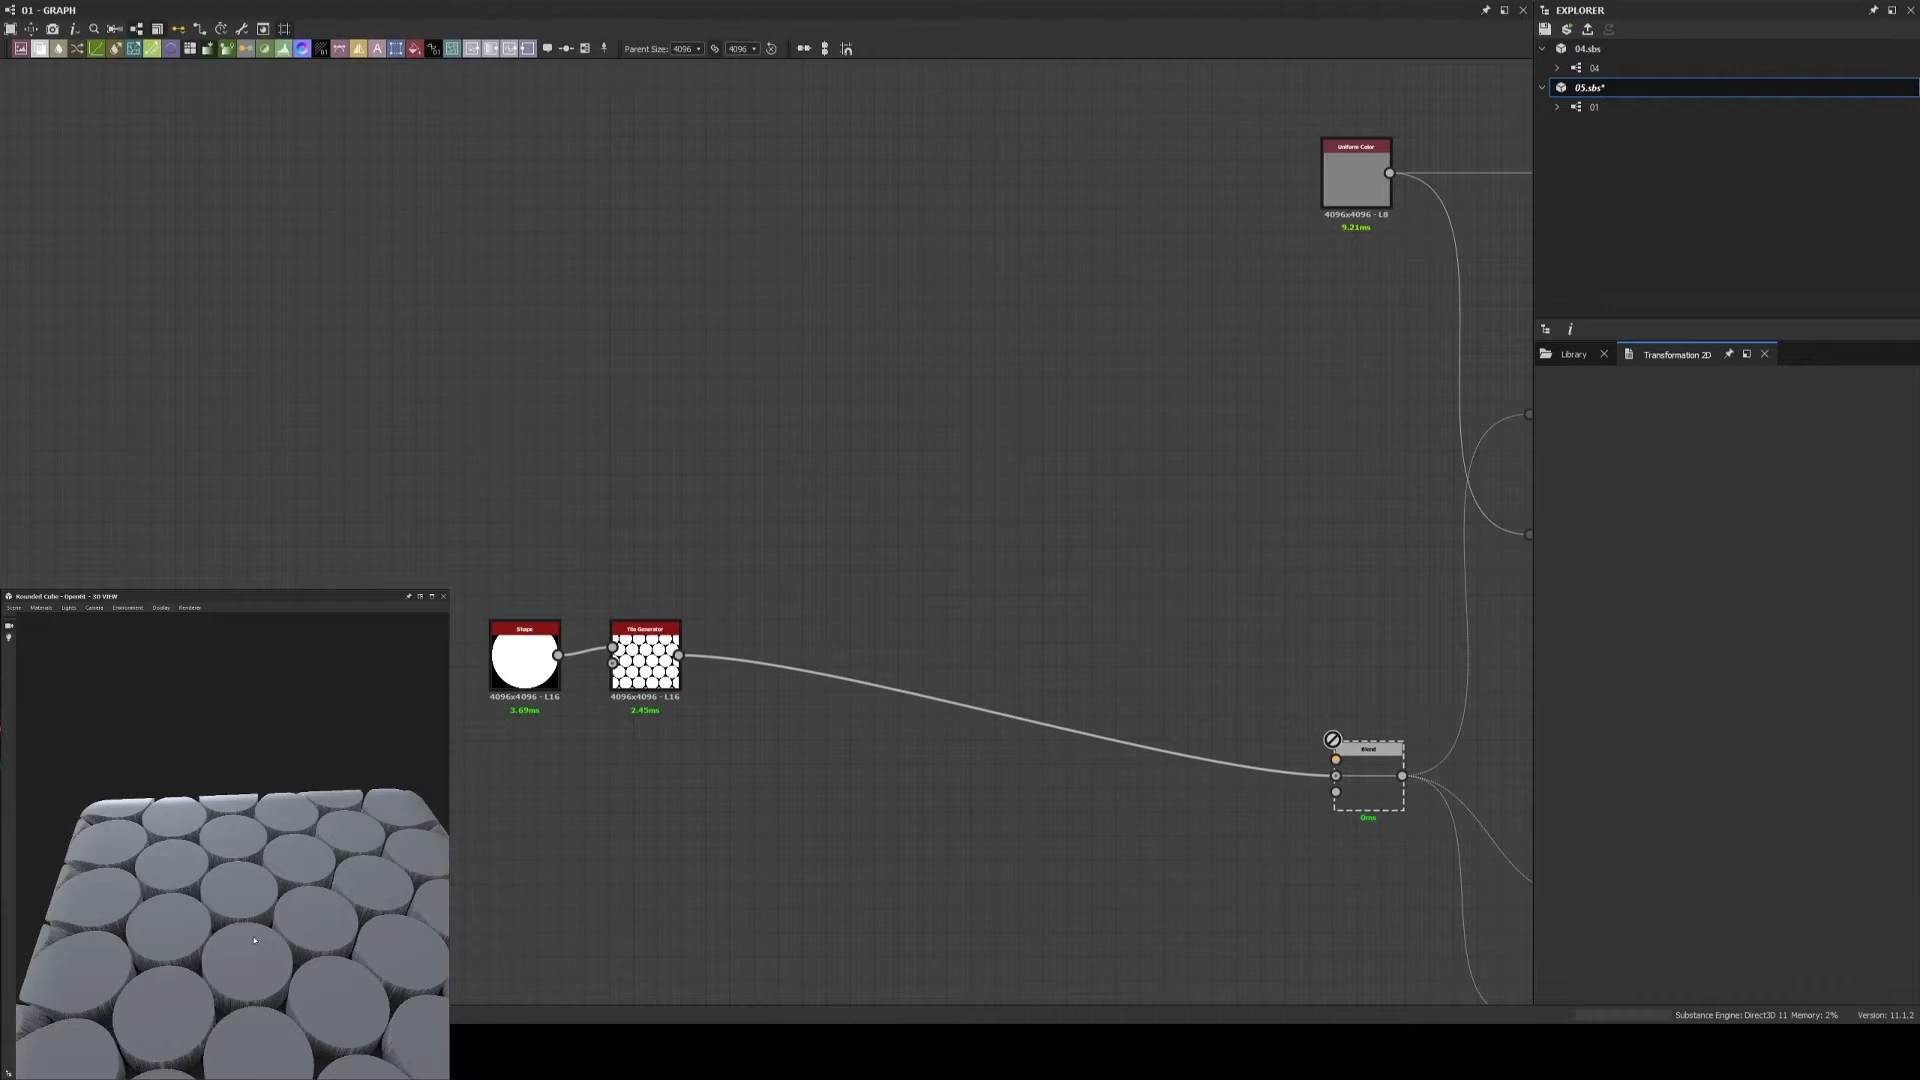 01 - GRAPH
Parent Size: 4096 4096
EXPLORER
04.sbs
04
05.sbs*
01
Library
Transformation 2D
Uniform Color
4096x4096 - L8
9.21ms
Shape
4096x4096 - L16
3.69ms
Tile Generator
4096x4096 - L16
2.45ms
Blend
0ms
Rounded Cube - OpenGL - 3D VIEW
Scene Materials Lights Camera Environment Display Renderer
Substance Engine: Direct3D 11 Memory: 2% Version: 11.1.2